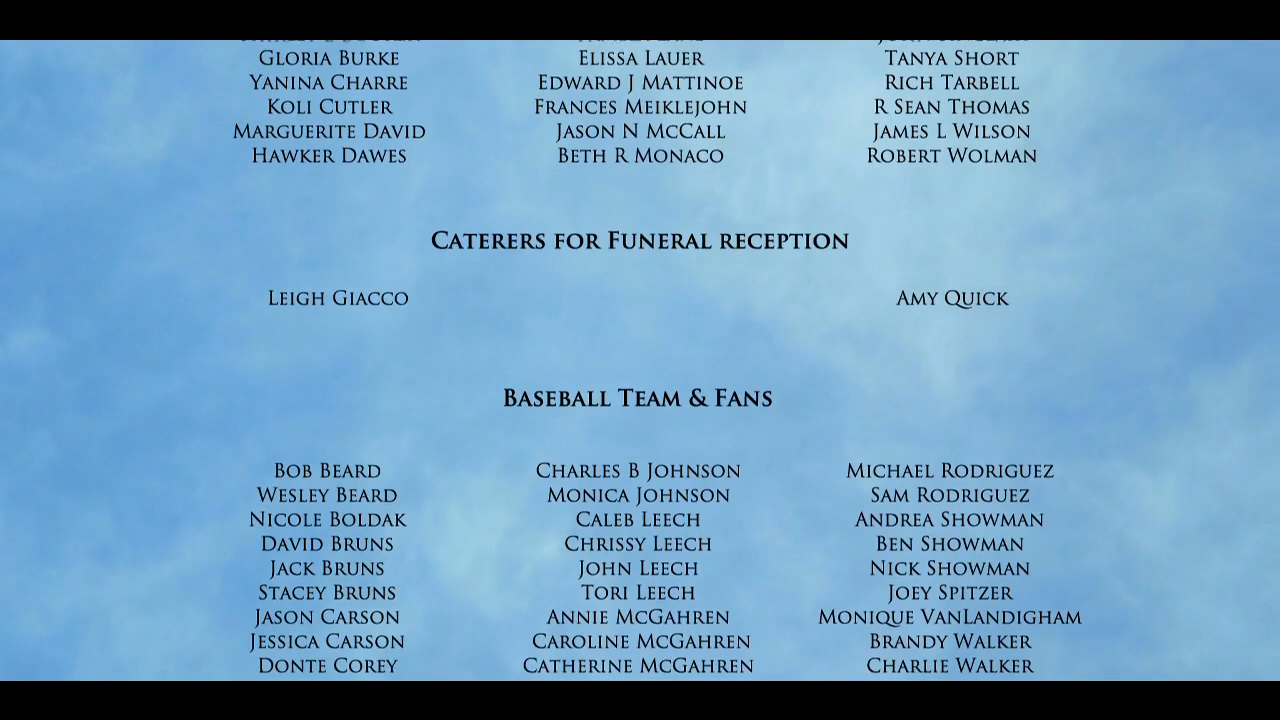 GLORIA BURKE ELISSA LAUER TANYA SHORT
YANINA CHARRE EDWARD J MATTINOE RICH TARBELL
KOLI CUTLER FRANCES MEIKLEJOHN R SEAN THOMAS
MARGUERITE DAVID JASON N MCCALL JAMES L WILSON
HAWKER DAWES BETH R MONACO ROBERT WOLMAN
CATERERS FOR FUNERAL RECEPTION
LEIGH GIACCO AMY QUICK
BASEBALL TEAM & FANS
BOB BEARD CHARLES B JOHNSON MICHAEL RODRIGUEZ
WESLEY BEARD MONICA JOHNSON SAM RODRIGUEZ
NICOLE BOLDAK CALEB LEECH ANDREA SHOWMAN
DAVID BRUNS CHRISSY LEECH BEN SHOWMAN
JACK BRUNS JOHN LEECH NICK SHOWMAN
STACEY BRUNS TORI LEECH JOEY SPITZER
JASON CARSON ANNIE MCGAHREN MONIQUE VANLANDIGHAM
JESSICA CARSON CAROLINE MCGAHREN BRANDY WALKER
DONTE COREY CATHERINE MCGAHREN CHARLIE WALKER